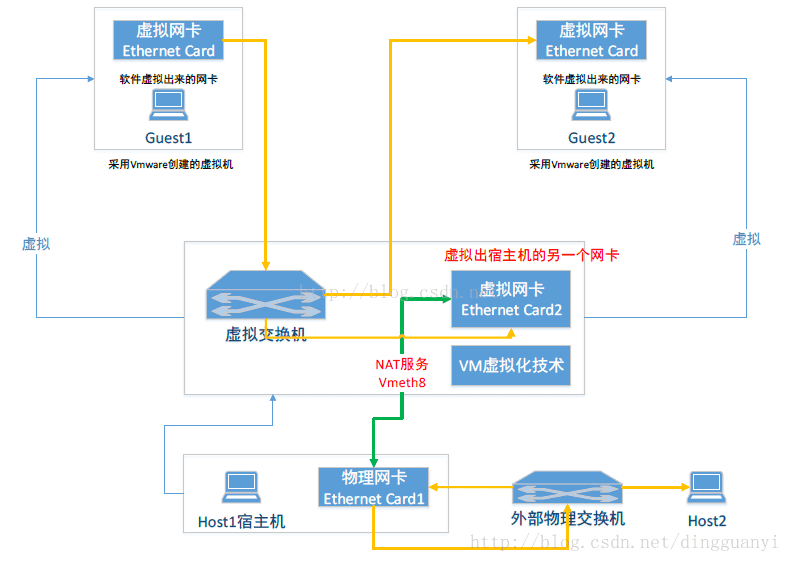 虚拟网卡
Ethernet Card
软件虚拟出来的网卡
Guest1
采用Vmware创建的虚拟机
虚拟网卡
Ethernet Card
软件虚拟出来的网卡
Guest2
采用Vmware创建的虚拟机
虚拟
虚拟
虚拟出宿主机的另一个网卡
http://blog.csdn.net
虚拟网卡
Ethernet Card2
虚拟交换机
NAT服务
Vmeth8
VM虚拟化技术
物理网卡
Ethernet Card1
Host1宿主机
外部物理交换机
Host2
http://blog.csdn.net/dingguanyi